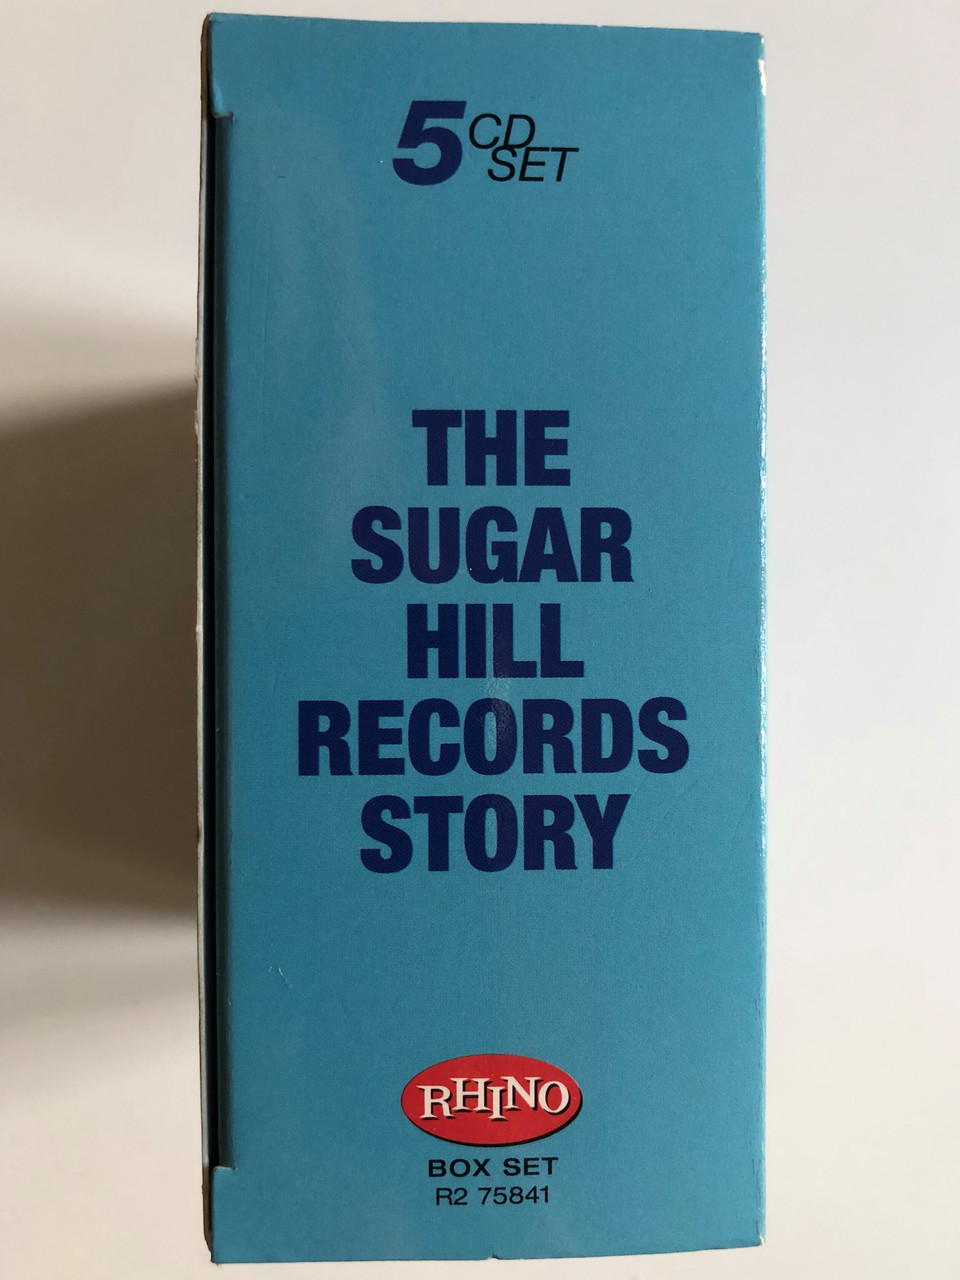 5 CD
SET
THE
SUGAR
HILL
RECORDS
STORY
RHINO
BOX SET
R2 75841